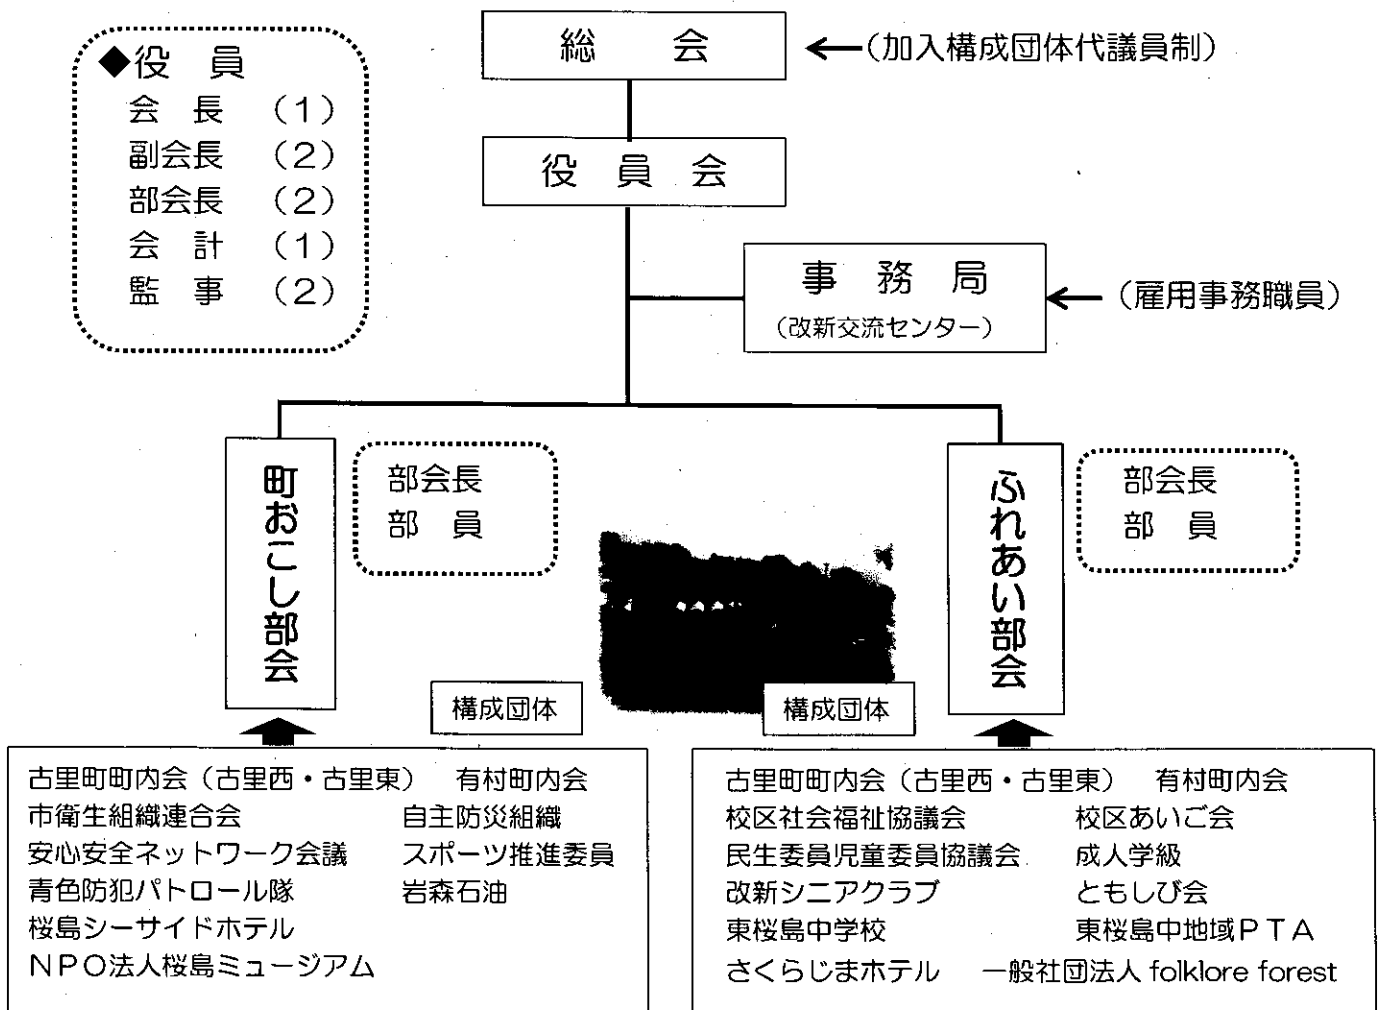 ◆役　員
会　長　（1）
副会長　（2）
部会長　（2）
会　計　（1）
監　事　（2）
総　会
（加入構成団体代議員制）
役　員　会
事　務　局
（改新交流センター）
（雇用事務職員）
町おこし部会
部会長
部　員
ふれあい部会
部会長
部　員
構成団体
構成団体
古里町町内会（古里西・古里東）　有村町内会
市衛生組織連合会　自主防災組織
安心安全ネットワーク会議　スポーツ推進委員
青色防犯パトロール隊　岩森石油
桜島シーサイドホテル
ＮＰＯ法人桜島ミュージアム
古里町町内会（古里西・古里東）　有村町内会
校区社会福祉協議会　校区あいご会
民生委員児童委員協議会　成人学級
改新シニアクラブ　ともしび会
東桜島中学校　東桜島中地域ＰＴＡ
さくらじまホテル　一般社団法人 folklore forest